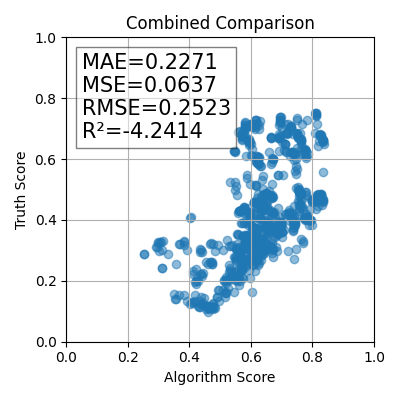 Combined Comparison
MAE=0.2271
MSE=0.0637
RMSE=0.2523
R²=-4.2414
Truth Score
1.0
0.8
0.6
0.4
0.2
0.0
0.0 0.2 0.4 0.6 0.8 1.0
Algorithm Score